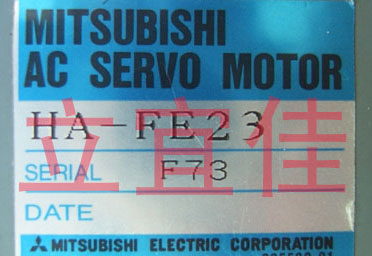 MITSUBISHI
AC SERVO MOTOR
HA-FE23
立宜佳
SERIAL F73
DATE
MITSUBISHI ELECTRIC CORPORATION